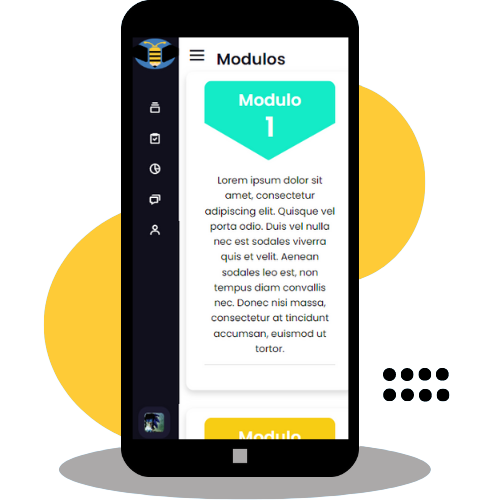 Modulos
Modulo
1
Lorem ipsum dolor sit
amet, consectetur
adipiscing elit. Quisque vel
porta odio. Duis vel nulla
nec est sodales viverra
quis et velit. Aenean
sodales leo est, non
tempus diam convallis
nec. Donec nisi massa,
consectetur at tincidunt
accumsan, euismod ut
tortor.
Modulo